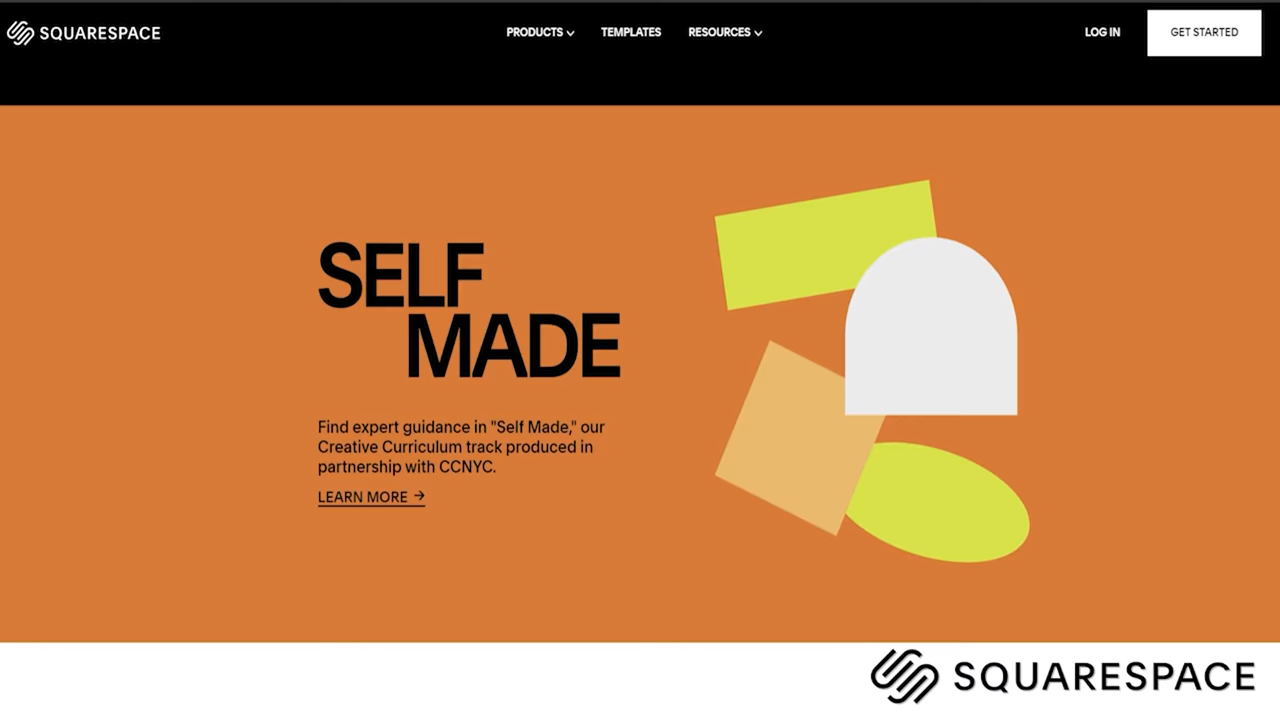 SQUARESPACE
PRODUCTS
TEMPLATES
RESOURCES
LOG IN
GET STARTED
SELF
MADE
Find expert guidance in "Self Made," our
Creative Curriculum track produced in
partnership with CCNYC.
LEARN MORE →
SQUARESPACE